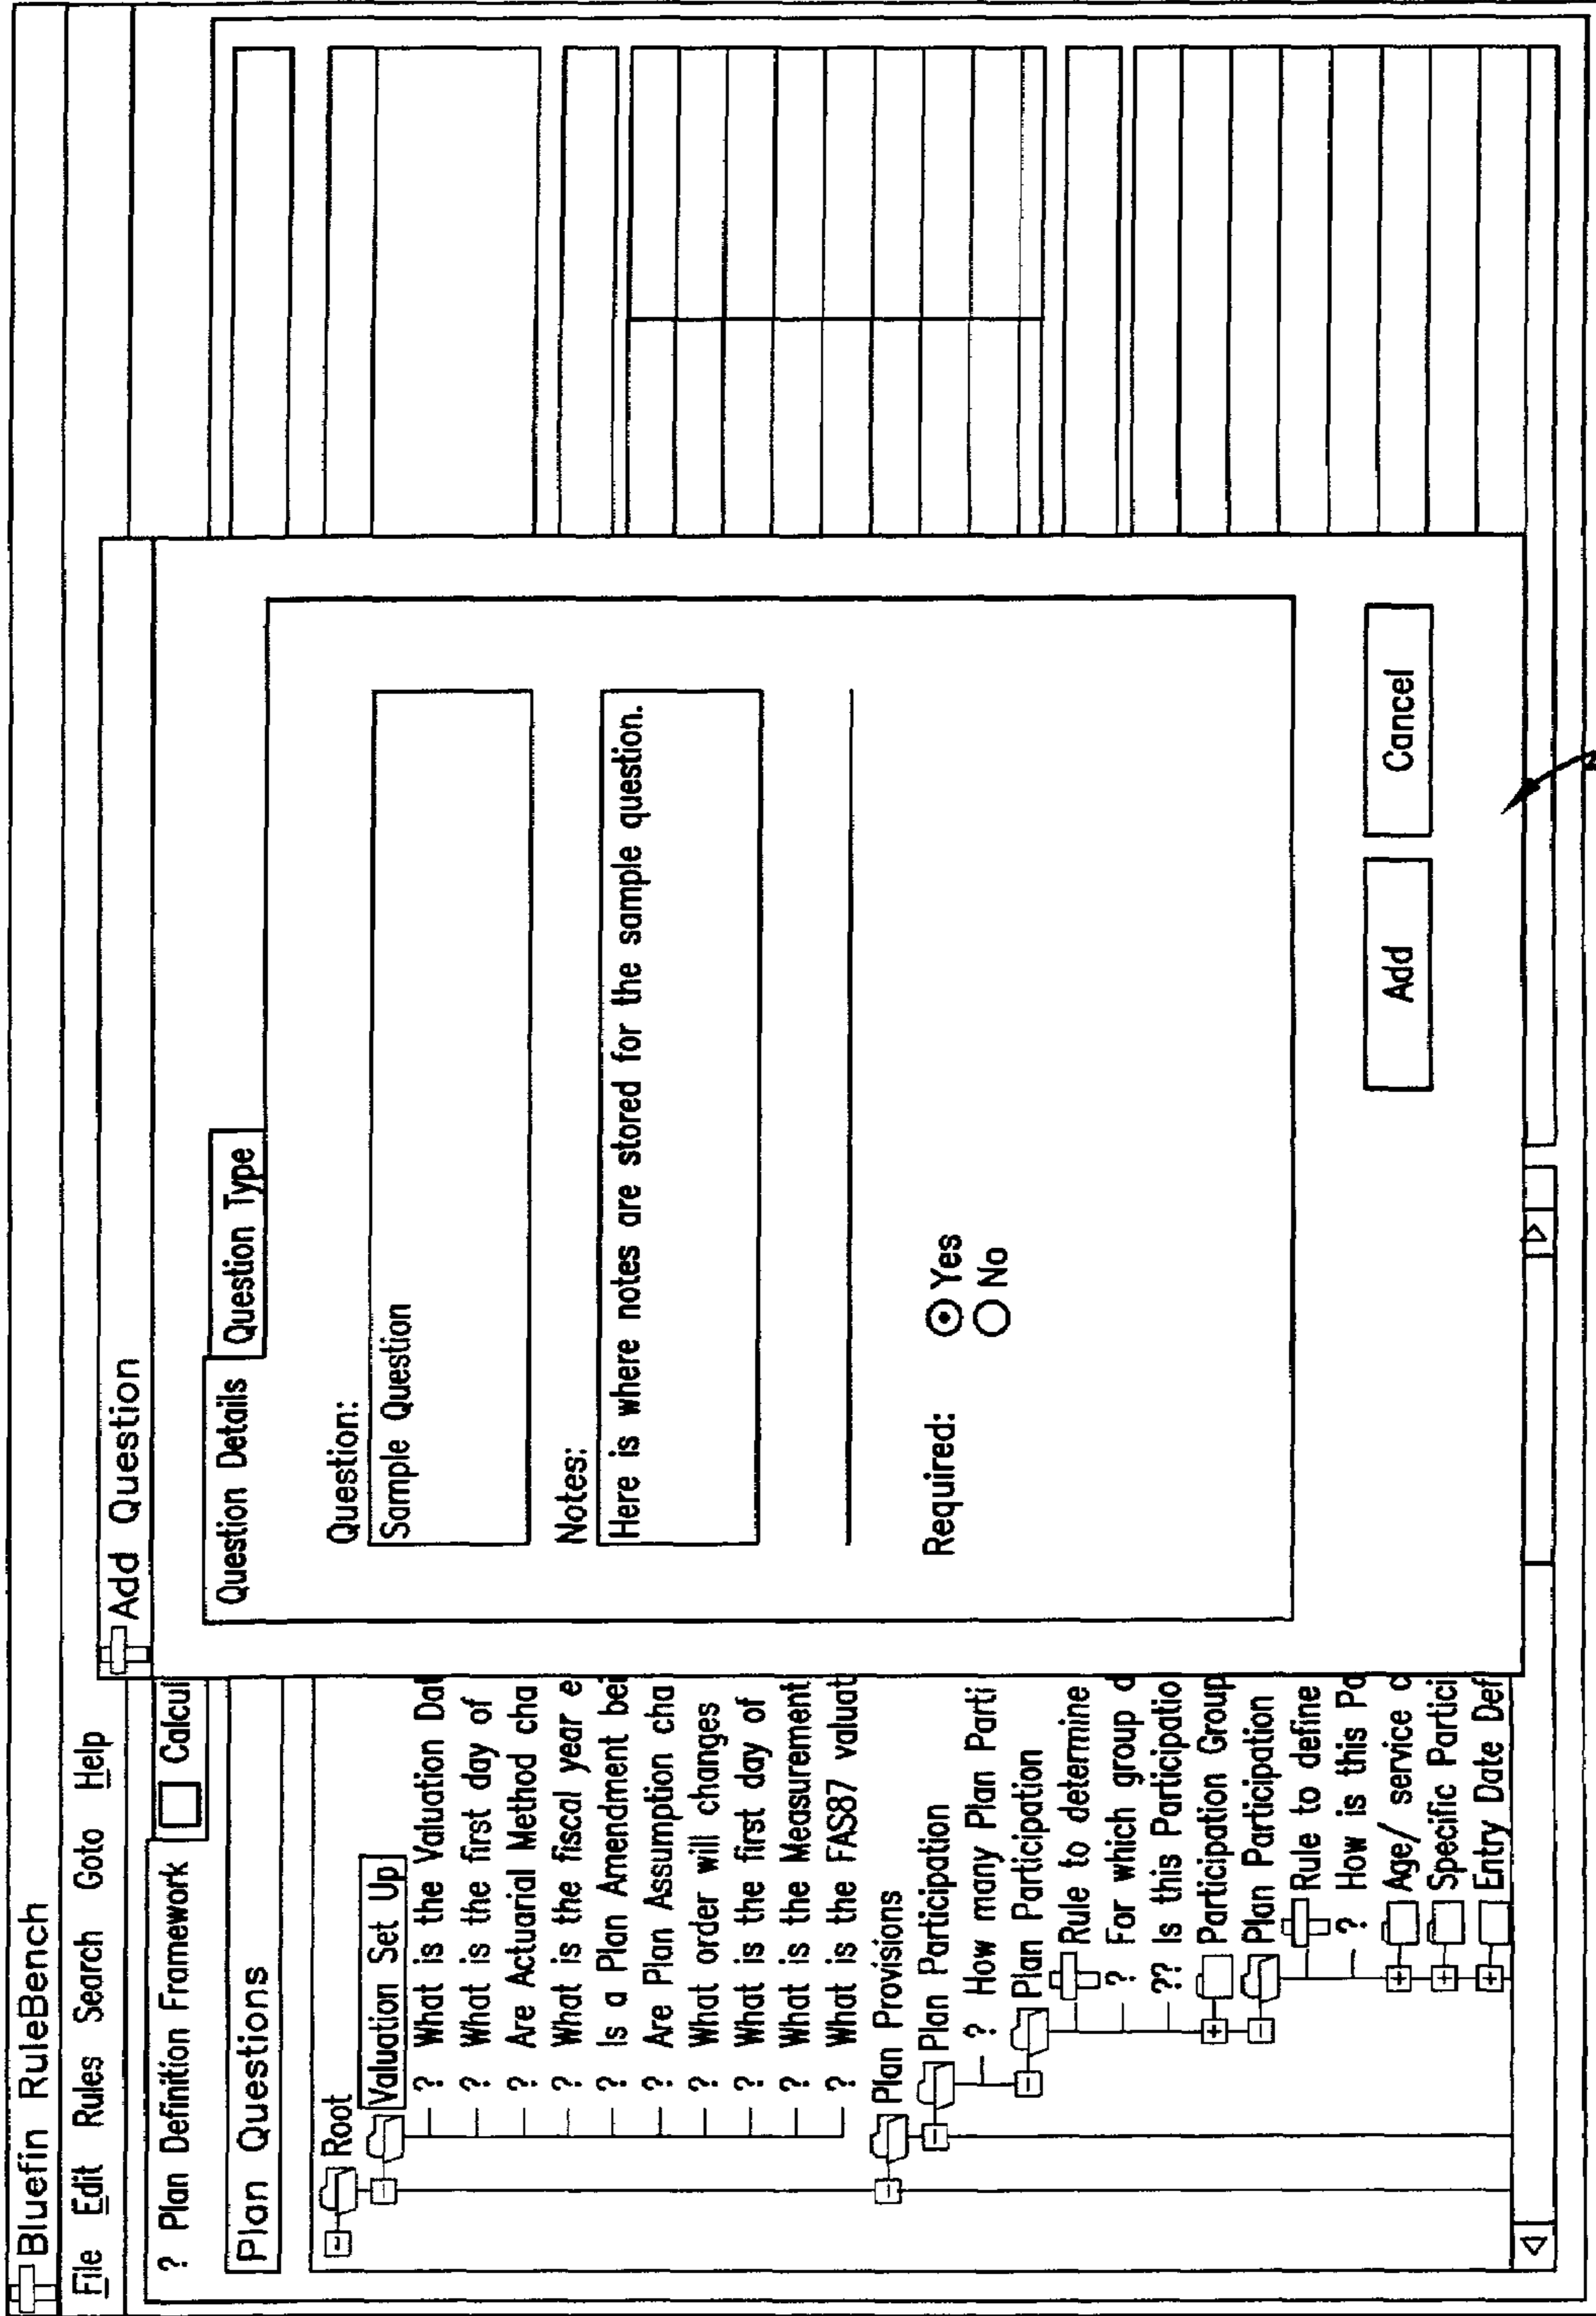 Bluefin RuleBench
File Edit Rules Search Goto Help
? Plan Definition Framework Calcul
Plan Questions
Root
Valuation Set Up
? What is the Valuation Dat
? What is the first day of
? Are Actuarial Method cha
? What is the fiscal year e
? Is a Plan Amendment bei
? Are Plan Assumption cha
? What order will changes
? What is the first day of
? What is the Measurement
? What is the FAS87 valuat
Plan Provisions
Plan Participation
? How many Plan Parti
Plan Participation
Rule to determine
? For which group d
?? Is this Participatio
Participation Group
Plan Participation
Rule to define
? How is this Pa
Age/ service c
Specific Partici
Entry Date Def
Add Question
Question Details Question Type
Question:
Sample Question
Notes:
Here is where notes are stored for the sample question.
Required: Yes
No
Add Cancel